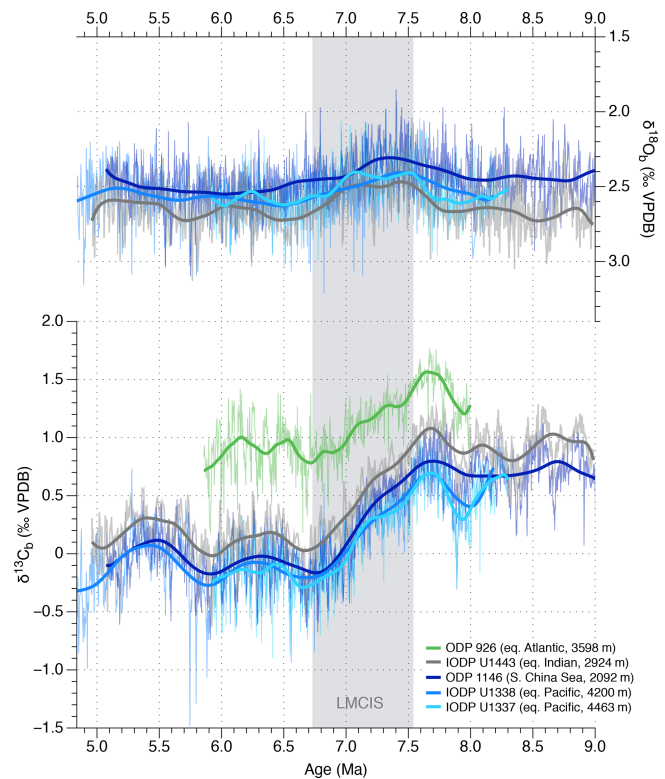 5.0 5.5 6.0 6.5 7.0 7.5 8.0 8.5 9.0
1.5
2.0
2.5
3.0
δ18Ob (‰ VPDB)
2.0
1.5
1.0
0.5
0
−0.5
−1.0
−1.5
δ13Cb (‰ VPDB)
ODP 926 (eq. Atlantic, 3598 m)
IODP U1443 (eq. Indian, 2924 m)
ODP 1146 (S. China Sea, 2092 m)
IODP U1338 (eq. Pacific, 4200 m)
IODP U1337 (eq. Pacific, 4463 m)
LMCIS
5.0 5.5 6.0 6.5 7.0 7.5 8.0 8.5 9.0
Age (Ma)